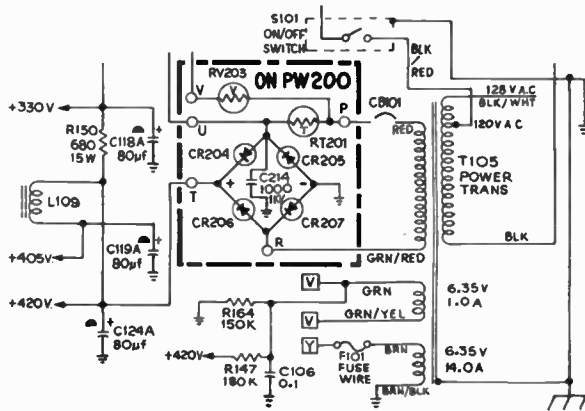 S101
ON/OFF
SWITCH
BLK
RED
ON PW200
RV203
V
V
P
CB101
RED
128 V A.C
BLK/WHT
120V A C
+330V
R150
680
15W
C118A
80µf
+
U
T
RT201
CR204
CR205
C214
1000
+
-
T105
POWER
TRANS
L109
T
CR206
CR207
R
C119A
80µf
+
+405V
GRN/RED
BLK
+420V
+
C124A
80µf
R164
150K
V
GRN
V
GRN/YEL
6.35V
1.0A
+420V
R147
180K
C106
0.1
Y
F101
FUSE
WIRE
BRN
BRN/BLK
6.35V
14.0A